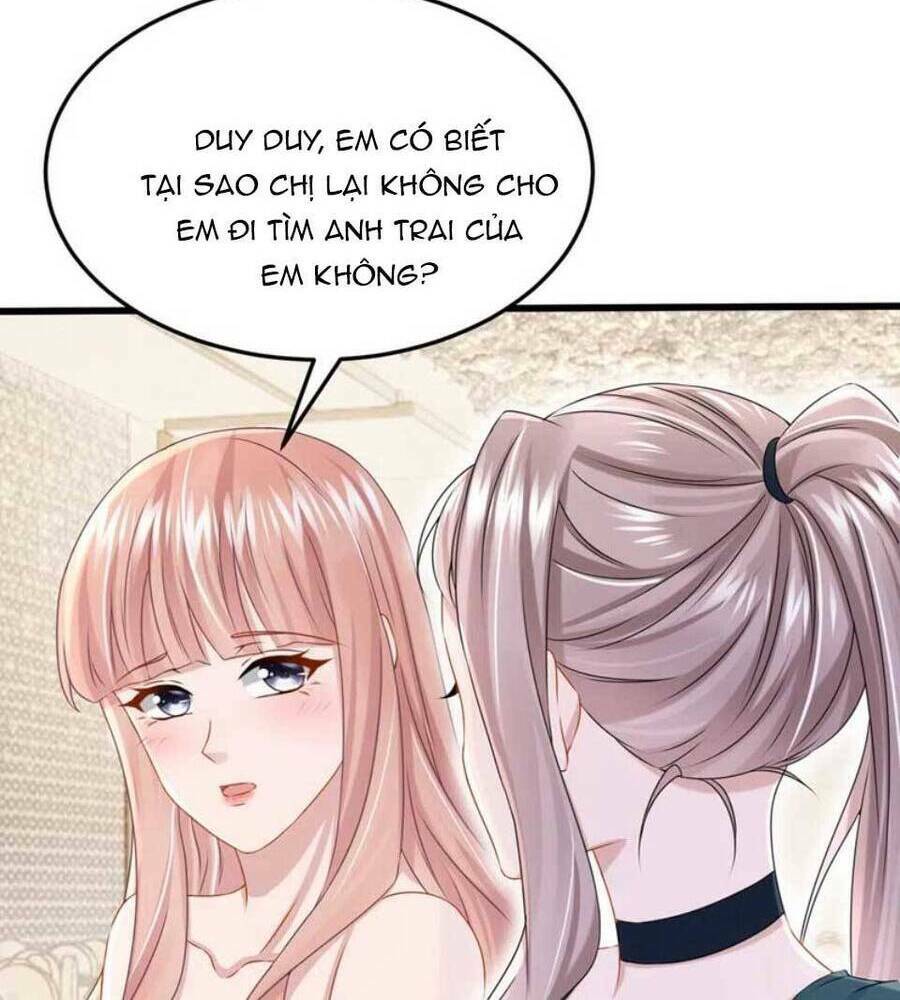 DUY DUY, EM CÓ BIẾT
TẠI SAO CHỊ LẠI KHÔNG CHO
EM ĐI TÌM ANH TRAI CỦA
EM KHÔNG?